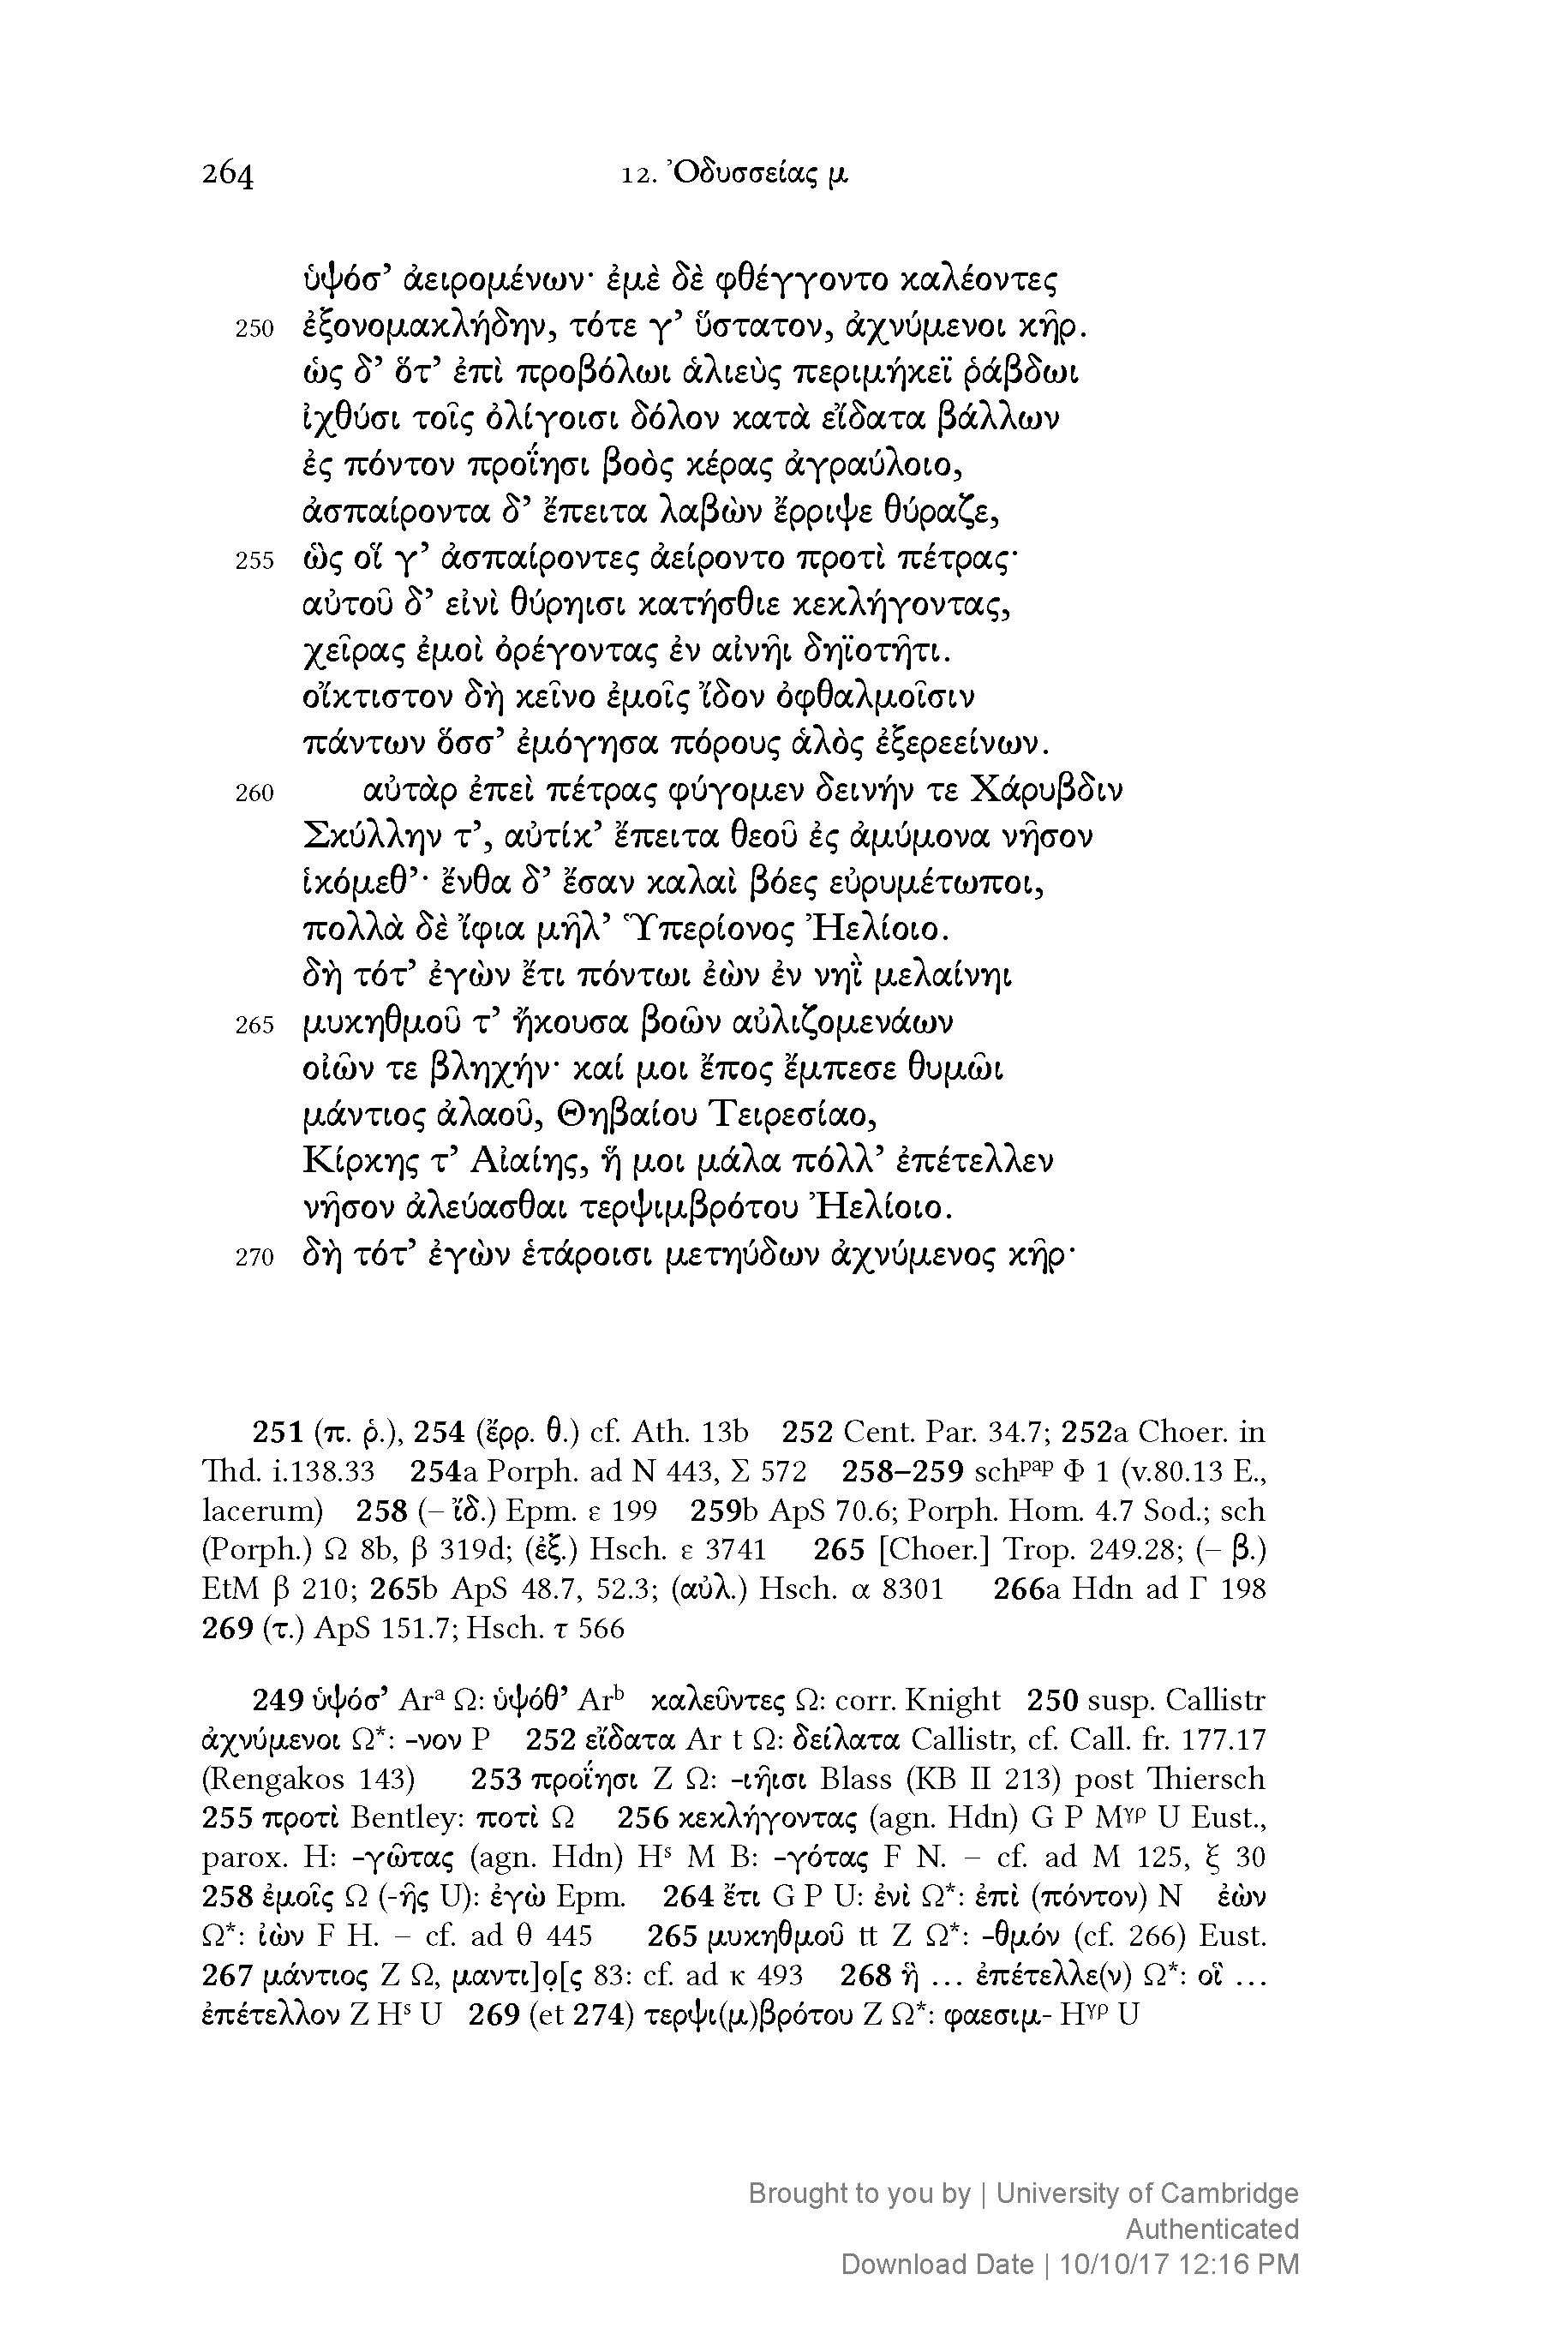 264 12. Ὀδυσσείας μ
ὑψόσ’ ἀειρομένων· ἐμὲ δὲ φθέγγοντο καλέοντες
250 ἐξονομακλήδην, τότε γ’ ὕστατον, ἀχνύμενοι κῆρ.
ὡς δ’ ὅτ’ ἐπὶ προβόλωι ἁλιεὺς περιμήκεϊ ῥάβδωι
ἰχθύσι τοῖς ὀλίγοισι δόλον κατὰ εἴδατα βάλλων
ἐς πόντον προΐησι βοὸς κέρας ἀγραύλοιο,
ἀσπαίροντα δ’ ἔπειτα λαβὼν ἔρριψε θύραζε,
255 ὣς οἵ γ’ ἀσπαίροντες ἀείροντο προτὶ πέτρας·
αὐτοῦ δ’ εἰνὶ θύρηισι κατήσθιε κεκλήγοντας,
χεῖρας ἐμοὶ ὀρέγοντας ἐν αἰνῆι δηϊοτῆτι.
οἴκτιστον δὴ κεῖνο ἐμοῖς ἴδον ὀφθαλμοῖσιν
πάντων ὅσσ’ ἐμόγησα πόρους ἁλὸς ἐξερεείνων.
260 αὐτὰρ ἐπεὶ πέτρας φύγομεν δεινήν τε Χάρυβδιν
Σκύλλην τ’, αὐτίκ’ ἔπειτα θεοῦ ἐς ἀμύμονα νῆσον
ἱκόμεθ’· ἔνθα δ’ ἔσαν καλαὶ βόες εὐρυμέτωποι,
πολλὰ δὲ ἴφια μῆλ’ Ὑπερίονος Ἠελίοιο.
δὴ τότ’ ἐγὼν ἔτι πόντωι ἐὼν ἐν νηῒ μελαίνηι
265 μυκηθμοῦ τ’ ἤκουσα βοῶν αὐλιζομενάων
οἰῶν τε βληχήν· καί μοι ἔπος ἔμπεσε θυμῶι
μάντιος ἀλαοῦ, Θηβαίου Τειρεσίαο,
Κίρκης τ’ Αἰαίης, ἥ μοι μάλα πόλλ’ ἐπέτελλεν
νῆσον ἀλεύασθαι τερψιμβρότου Ἠελίοιο.
270 δὴ τότ’ ἐγὼν ἑτάροισι μετηύδων ἀχνύμενος κῆρ·
251 (π. ῥ.), 254 (ἔρρ. θ.) cf. Ath. 13b 252 Cent. Par. 34.7; 252a Choer. in
Thd. i.138.33 254a Porph. ad N 443, Σ 572 258–259 schᵖᵃᵖ Φ 1 (v.80.13 E.,
lacerum) 258 (– ἴδ.) Epm. ε 199 259b ApS 70.6; Porph. Hom. 4.7 Sod.; sch
(Porph.) Ω 8b, β 319d; (ἐξ.) Hsch. ε 3741 265 [Choer.] Trop. 249.28; (– β.)
EtM β 210; 265b ApS 48.7, 52.3; (αὐλ.) Hsch. α 8301 266a Hdn ad Γ 198
269 (τ.) ApS 151.7; Hsch. τ 566
249 ὑψόσ’ Arᵃ Ω: ὑψόθ’ Arᵇ καλεῦντες Ω: corr. Knight 250 susp. Callistr
ἀχνύμενοι Ω*: -νον P 252 εἴδατα Ar t Ω: δείλατα Callistr, cf. Call. fr. 177.17
(Rengakos 143) 253 προΐησι Z Ω: -ιῆισι Blass (KB II 213) post Thiersch
255 προτὶ Bentley: ποτὶ Ω 256 κεκλήγοντας (agn. Hdn) G P Mᵞᵖ U Eust.,
parox. H: -γῶτας (agn. Hdn) Hˢ M B: -γότας F N. – cf. ad M 125, ξ 30
258 ἐμοῖς Ω (-ῆς U): ἐγὼ Epm. 264 ἔτι G P U: ἐνὶ Ω*: ἐπὶ (πόντον) N ἐὼν
Ω*: ἰὼν F H. – cf. ad θ 445 265 μυκηθμοῦ tt Z Ω*: -θμόν (cf. 266) Eust.
267 μάντιος Z Ω, μαντι]ο̣[ς 83: cf. ad κ 493 268 ἥ ... ἐπέτελλε(ν) Ω*: οἵ ...
ἐπέτελλον Z Hˢ U 269 (et 274) τερψι(μ)βρότου Z Ω*: φαεσιμ- Hᵞᵖ U
Brought to you by | University of Cambridge
Authenticated
Download Date | 10/10/17 12:16 PM